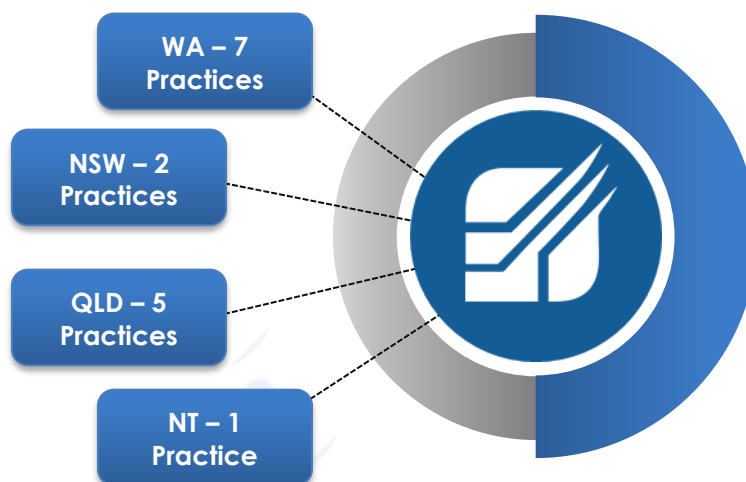 WA – 7
Practices
NSW – 2
Practices
QLD – 5
Practices
NT – 1
Practice